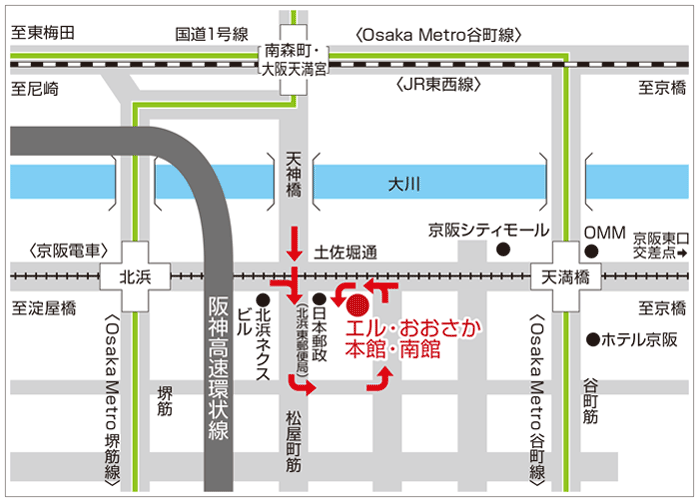 至東梅田
国道1号線
南森町・
大阪天満宮
〈Osaka Metro谷町線〉
至尼崎
〈JR東西線〉
至京橋
天神橋
大川
〈京阪電車〉
土佐堀通
京阪シティモール
OMM
京阪東口
交差点➡
北浜
天満橋
至淀屋橋
阪神高速環状線
北浜ネクス
ビル
日本郵政
(北浜東郵便局)
エル・おおさか
本館・南館
至京橋
ホテル京阪
〈Osaka Metro 堺筋線〉
堺筋
松屋町筋
〈Osaka Metro谷町線〉
谷町筋